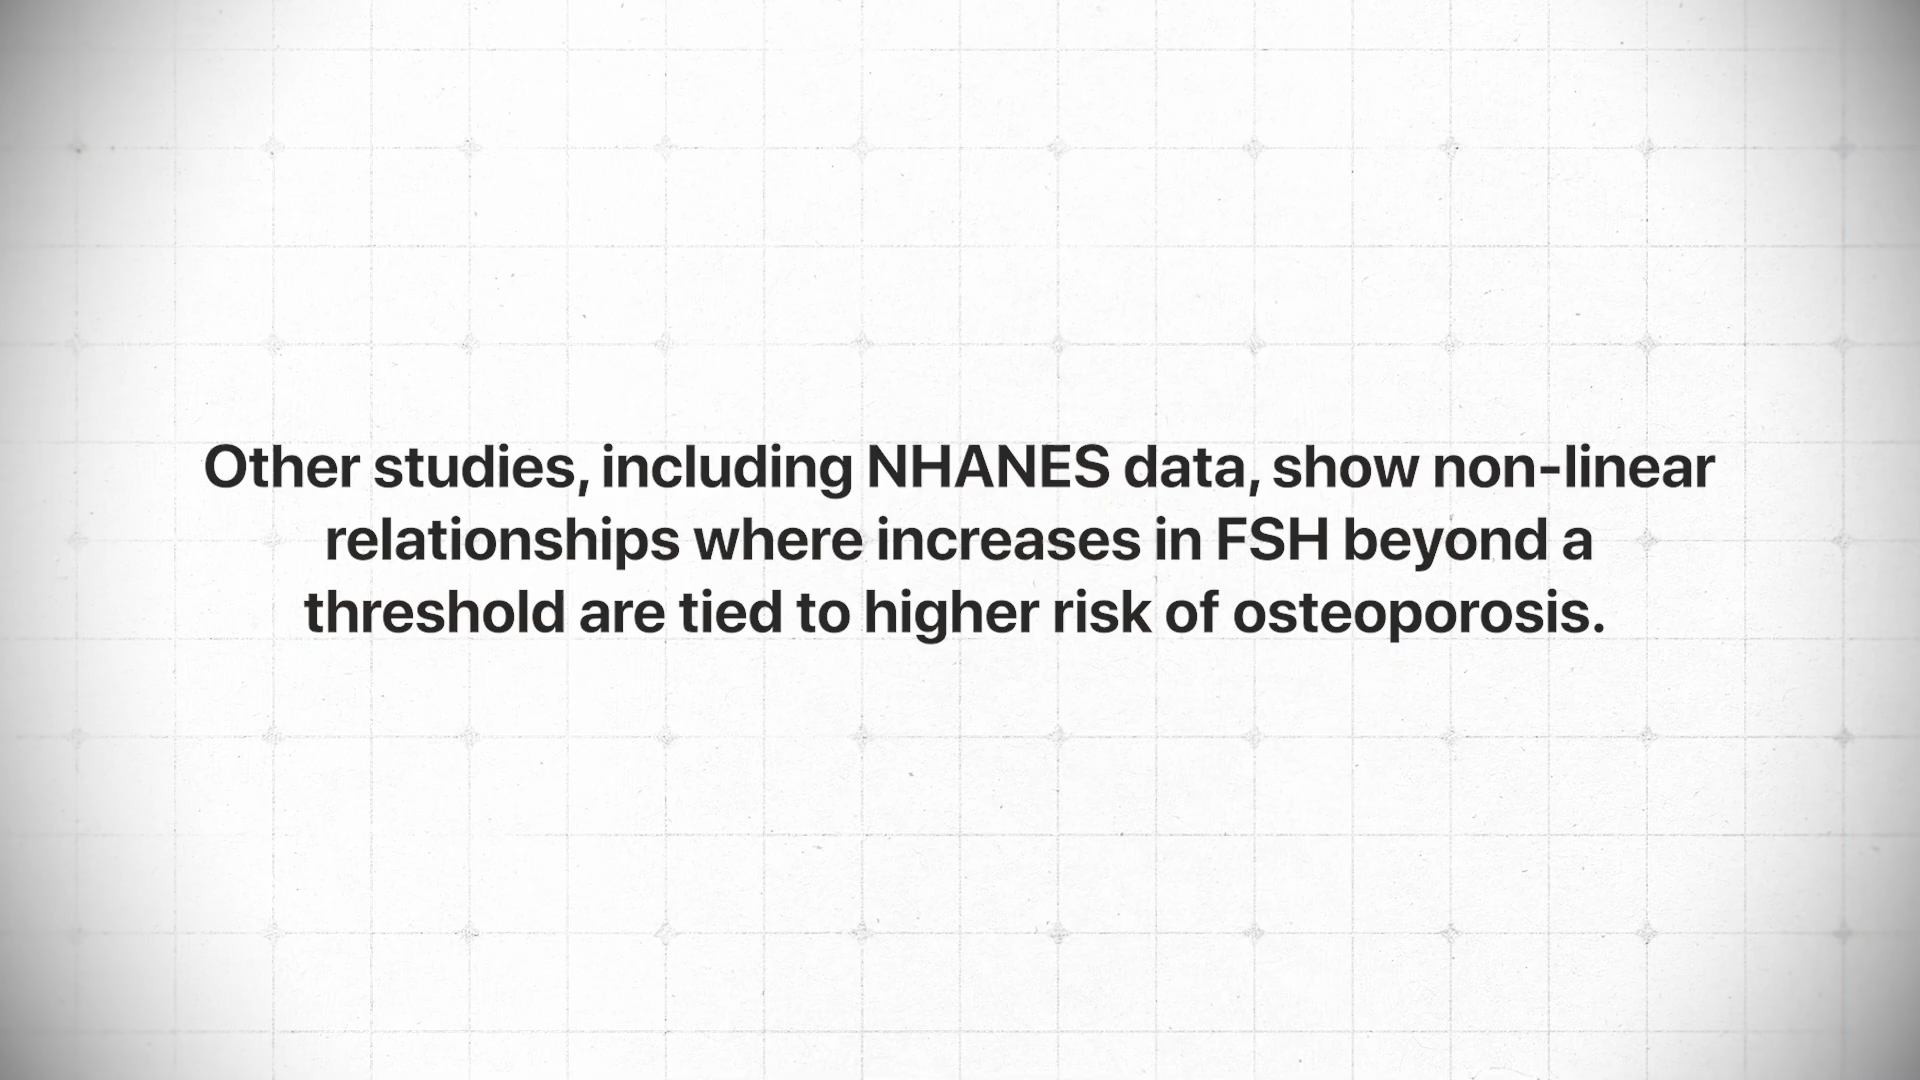 Other studies, including NHANES data, show non-linear
relationships where increases in FSH beyond a
threshold are tied to higher risk of osteoporosis.